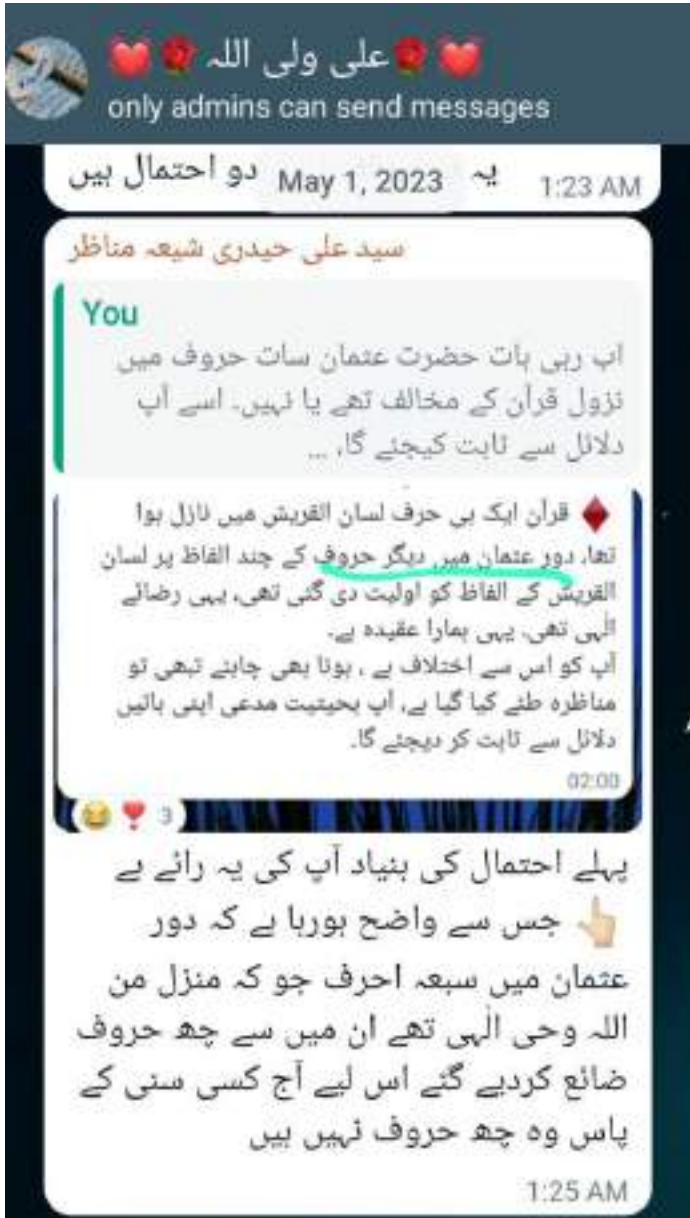 💓🌹علی ولی اللہ🌹💓
only admins can send messages
یہ دو احتمال ہیں
May 1, 2023
1:23 AM
سید علی حیدری شیعہ مناظر
You
اب رہی بات حضرت عثمان سات حروف میں
نزول قرآن کے مخالف تھے یا نہیں۔ اسے آپ
دلائل سے ثابت کیجئے گا، ...
♦️ قرآن ایک ہی حرف لسان القریش میں نازل ہوا
تھا، دور عثمان میں دیگر حروف کے چند الفاظ پر لسان
القریش کے الفاظ کو اولیت دی گئی تھی، یہی رضائے
الٰہی تھی۔ یہی ہمارا عقیدہ ہے۔
آپ کو اس سے اختلاف ہے ، ہونا بھی چاہئے تبھی تو
مناظرہ طئے کیا گیا ہے، آپ بحیثیت مدعی اپنی باتیں
دلائل سے ثابت کر دیجئے گا۔
02:00
😂❣️ 3
پہلے احتمال کی بنیاد آپ کی یہ رائے ہے
👆🏻 جس سے واضح ہورہا ہے کہ دور
عثمان میں سبعہ احرف جو کہ منزل من
اللہ وحی الٰہی تھے ان میں سے چھ حروف
ضائع کردیے گئے اس لیے آج کسی سنی کے
پاس وہ چھ حروف نہیں ہیں
1:25 AM